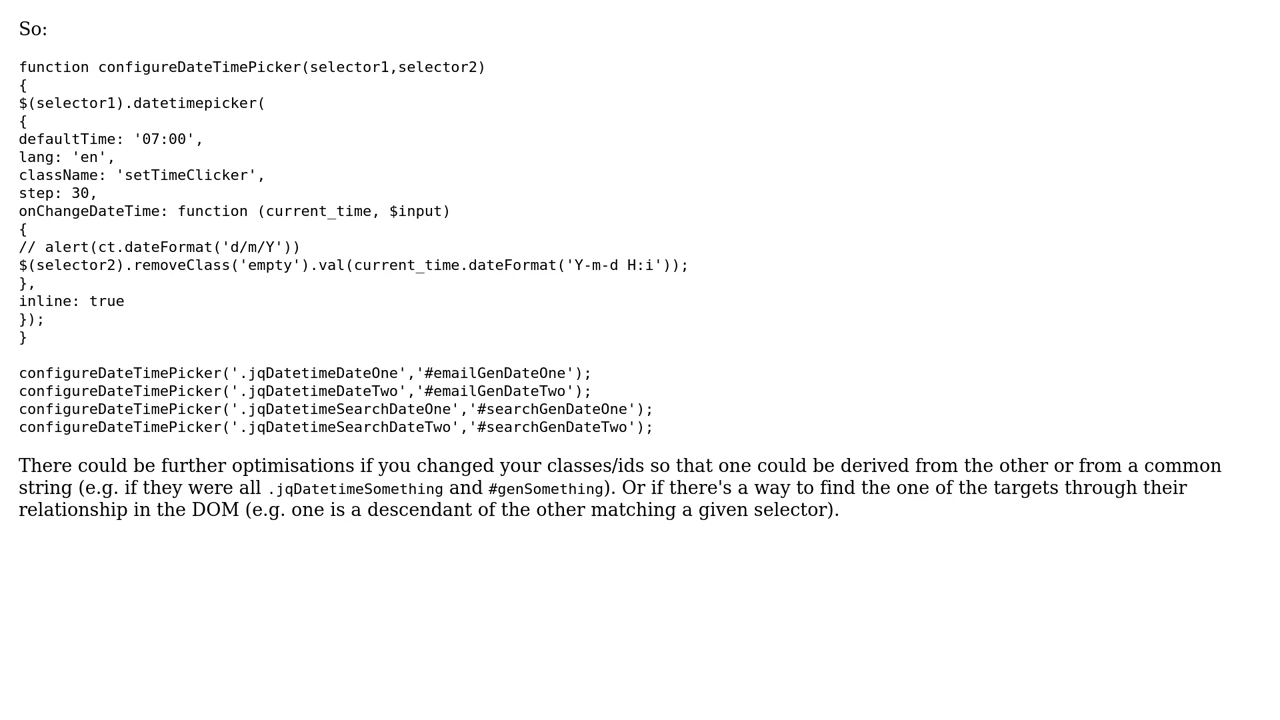 So:
function configureDateTimePicker(selector1,selector2)
{
$(selector1).datetimepicker(
{
defaultTime: '07:00',
lang: 'en',
className: 'setTimeClicker',
step: 30,
onChangeDateTime: function (current_time, $input)
{
// alert(ct.dateFormat('d/m/Y'))
$(selector2).removeClass('empty').val(current_time.dateFormat('Y-m-d H:i'));
},
inline: true
});
}
configureDateTimePicker('.jqDatetimeDateOne','#emailGenDateOne');
configureDateTimePicker('.jqDatetimeDateTwo','#emailGenDateTwo');
configureDateTimePicker('.jqDatetimeSearchDateOne','#searchGenDateOne');
configureDateTimePicker('.jqDatetimeSearchDateTwo','#searchGenDateTwo');
There could be further optimisations if you changed your classes/ids so that one could be derived from the other or from a common
string (e.g. if they were all .jqDatetimeSomething and #genSomething). Or if there's a way to find the one of the targets through their
relationship in the DOM (e.g. one is a descendant of the other matching a given selector).